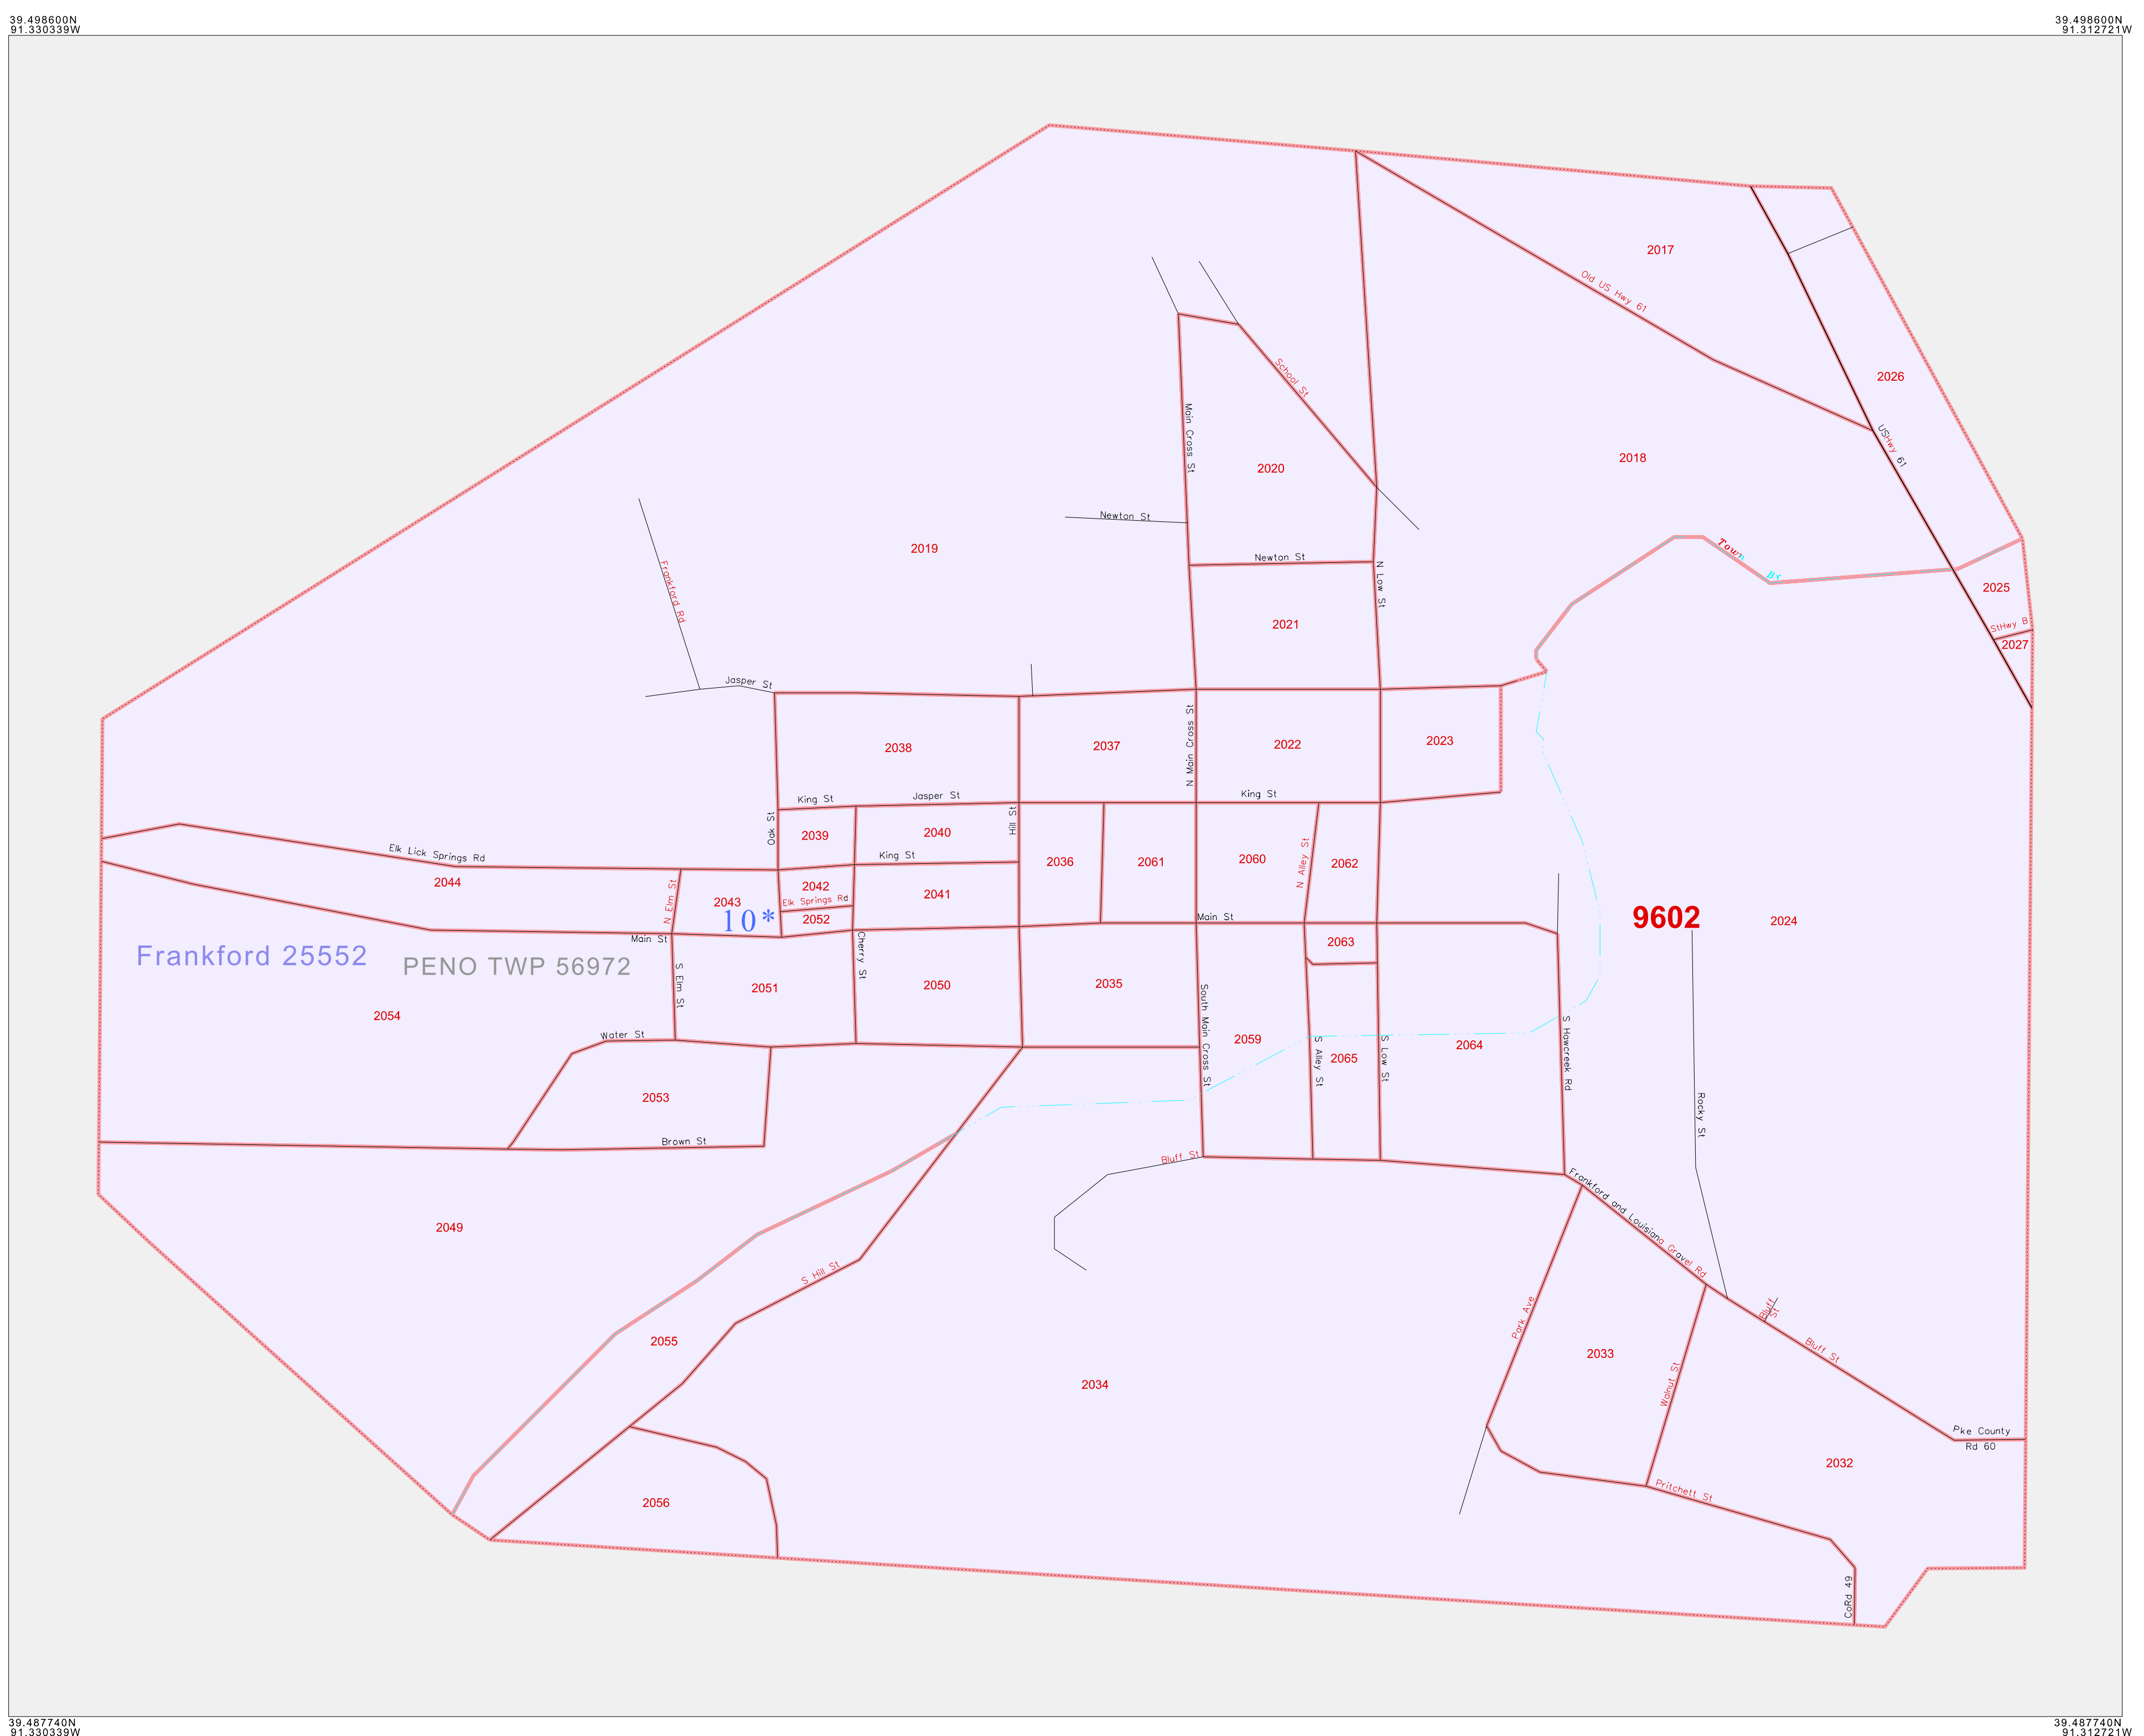 39.498600N
91.330339W
39.498600N
91.312721W
2017
Old US Hwy 61
2026
School St
Main Cross St
US Hwy 61
2018
2020
Newton St
Frankford Rd
2019
Newton St
N Low St
Town Br
2025
StHwy B
2027
2021
Jasper St
N Main Cross St
2038
2037
2022
2023
King St
Jasper St
King St
Oak St
Hill St
2039
2040
N Alley St
Elk Lick Springs Rd
King St
2036
2061
2060
2062
2044
N Elm St
2043
2042
2041
Elk Springs Rd
10*
2052
Main St
9602
2024
Main St
Cherry St
2063
Frankford 25552
PENO TWP 56972
S Elm St
2051
2050
2035
South Main Cross St
2054
Water St
2059
S Alley St
2065
S Low St
2064
S Hawcreek Rd
Rocky St
2053
Brown St
Bluff St
Frankford and Louisiana Gravel Rd
2049
S Hill St
2055
Park Ave
Bluff
St
Bluff St
2033
Walnut St
2034
Pke County
Rd 60
2032
Pritchett St
2056
CoRd 49
39.487740N
91.330339W
39.487740N
91.312721W